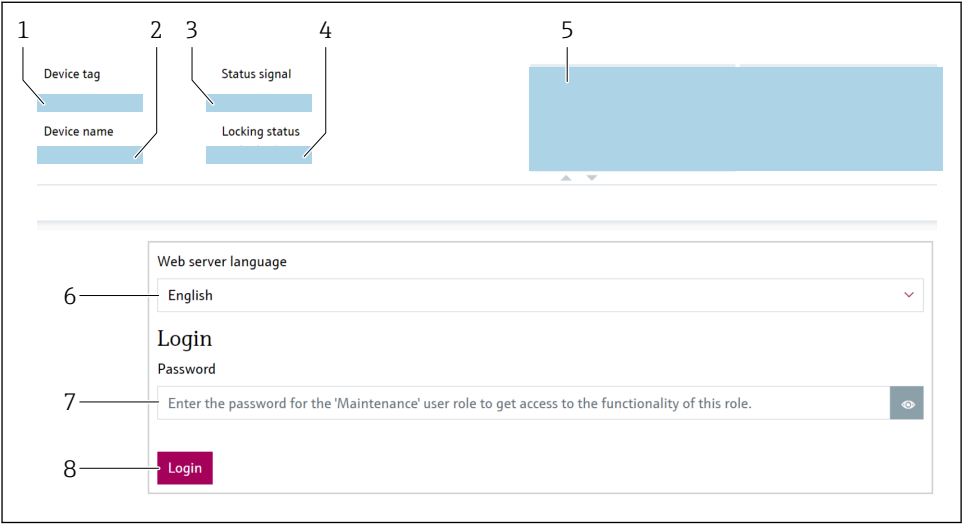 1 2 3 4 5
Device tag Status signal
Device name Locking status
Web server language
6 English
Login
Password
7 Enter the password for the 'Maintenance' user role to get access to the functionality of this role.
8 Login